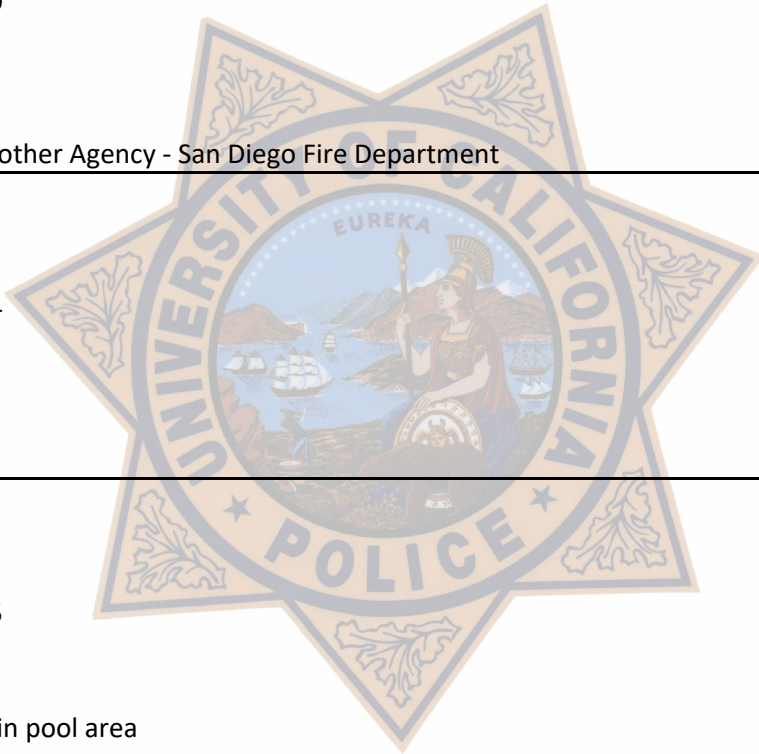 other Agency - San Diego Fire Department
UNIVERSITY OF CALIFORNIA
EUREKA
POLICE
in pool area